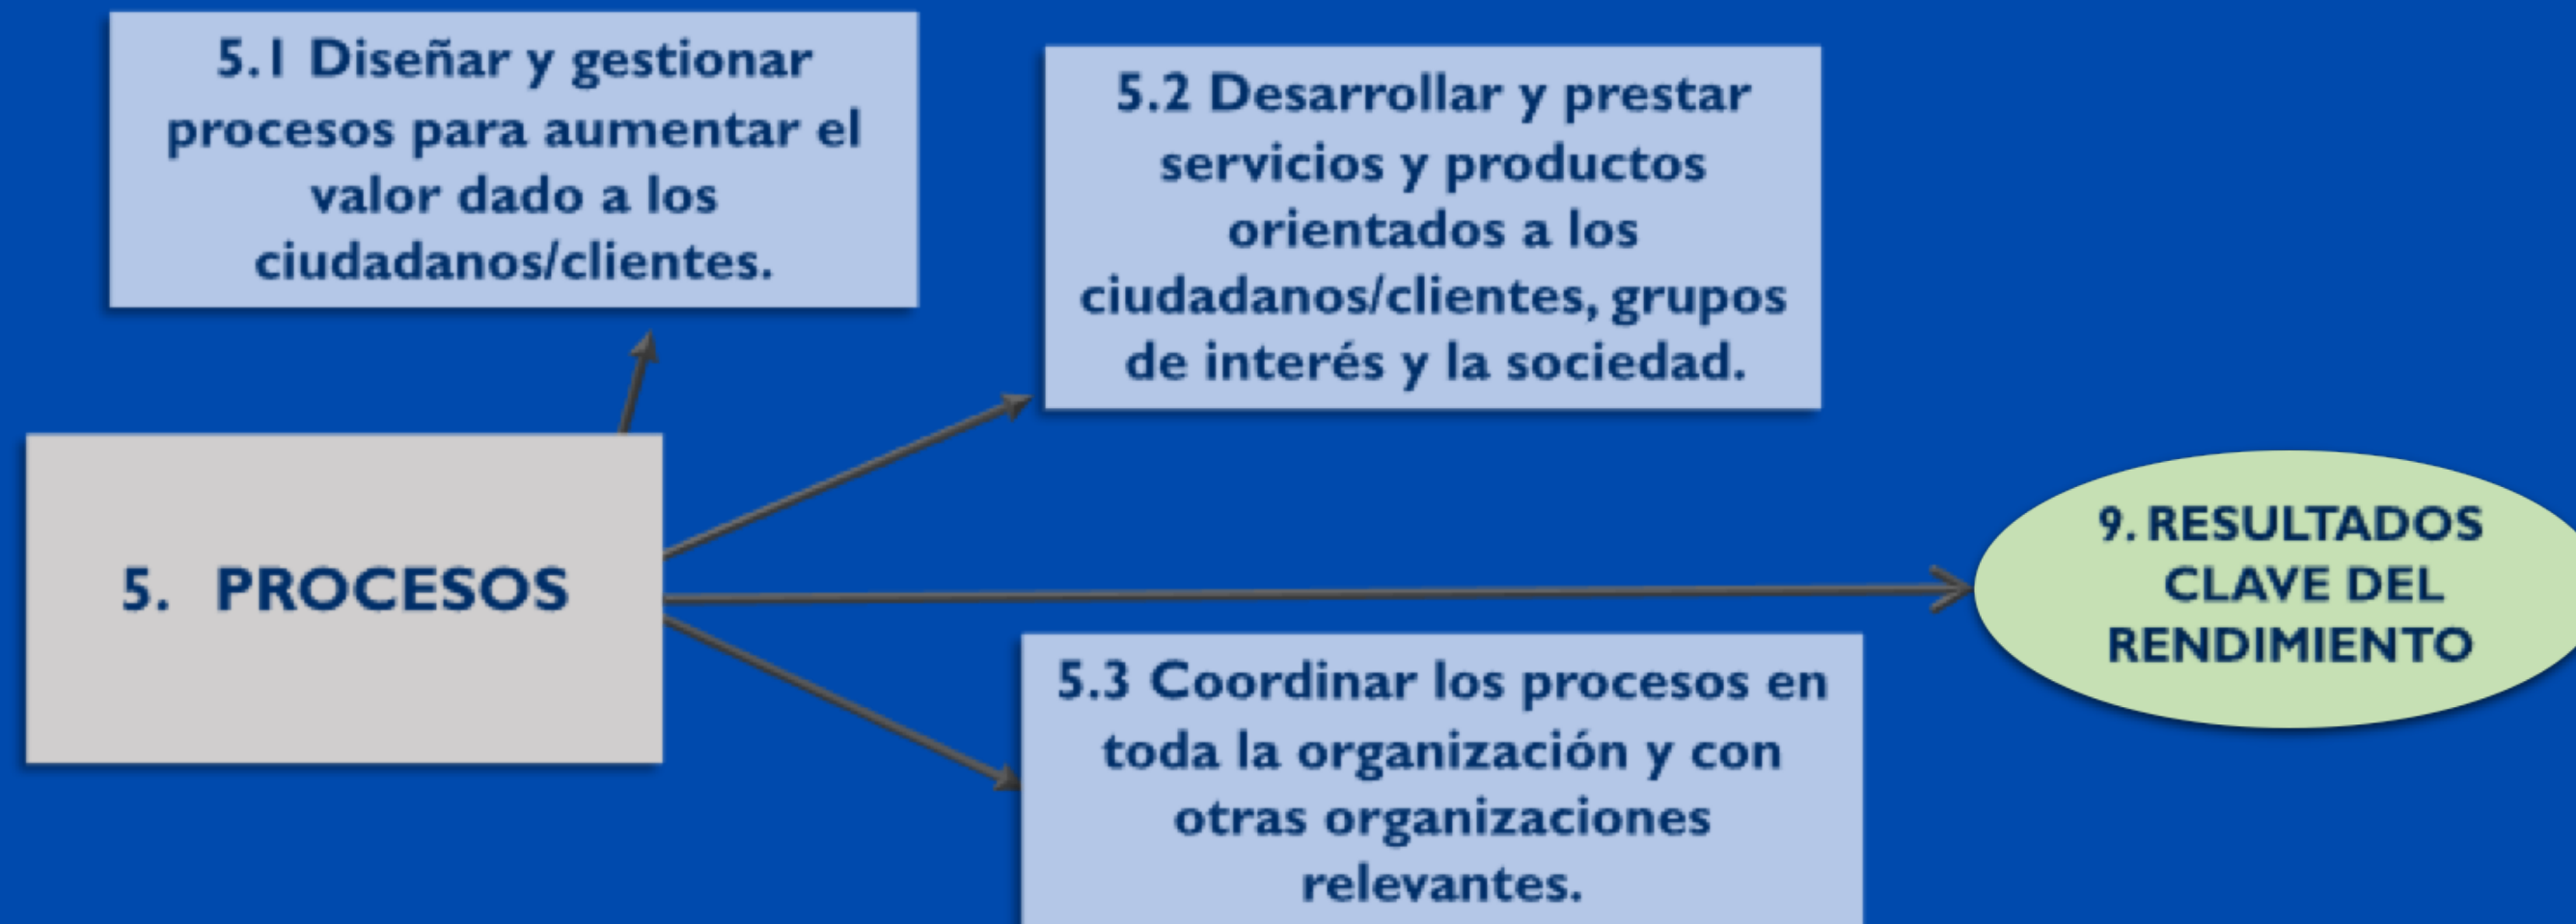 5.1 Diseñar y gestionar
procesos para aumentar el
valor dado a los
ciudadanos/clientes.
5.2 Desarrollar y prestar
servicios y productos
orientados a los
ciudadanos/clientes, grupos
de interés y la sociedad.
5. PROCESOS
9. RESULTADOS
CLAVE DEL
RENDIMIENTO
5.3 Coordinar los procesos en
toda la organización y con
otras organizaciones
relevantes.